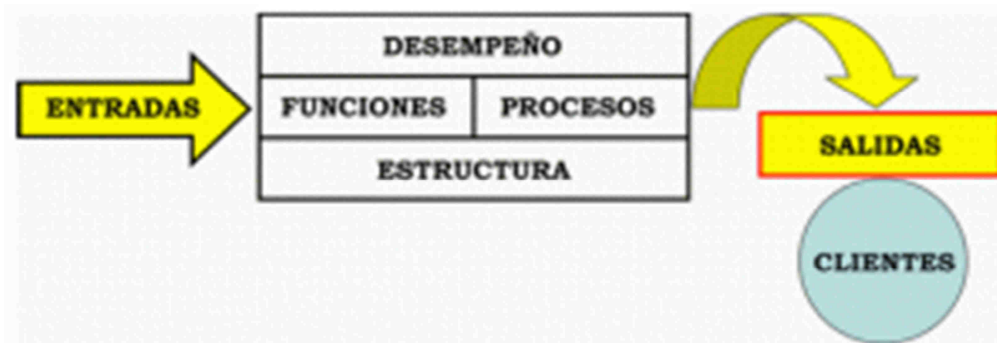 DESEMPEÑO
ENTRADAS
FUNCIONES
PROCESOS
ESTRUCTURA
SALIDAS
CLIENTES